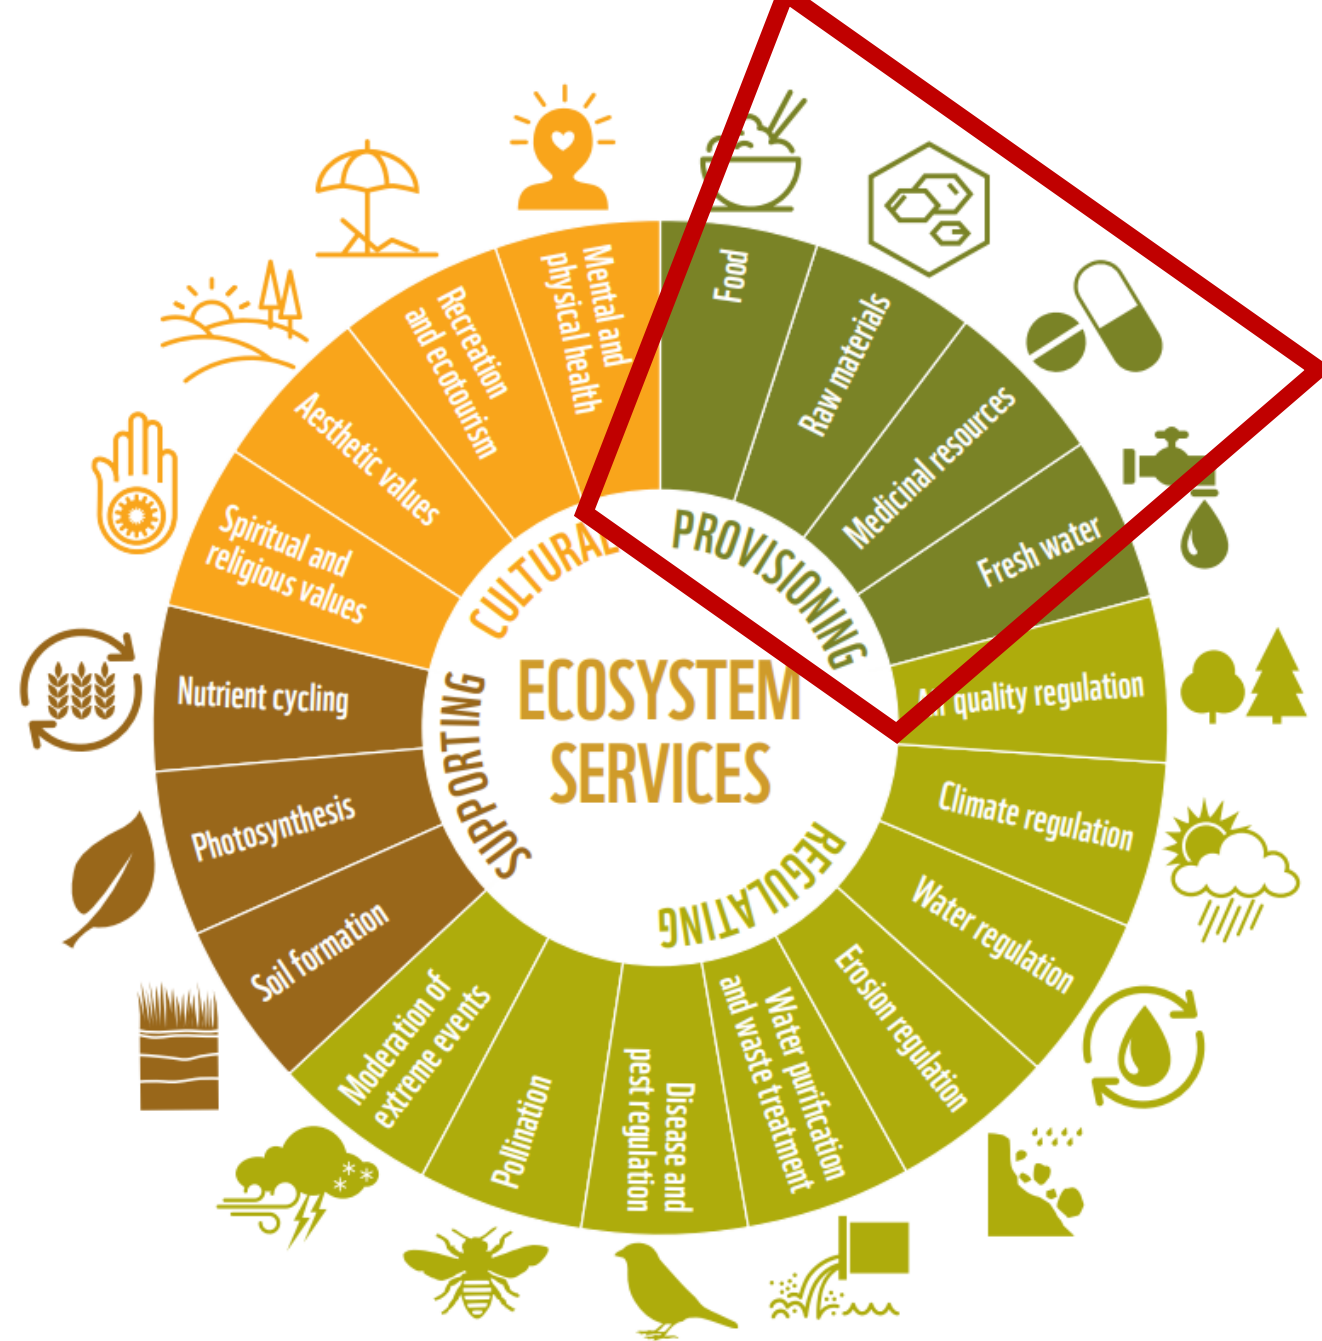 ECOSYSTEM
SERVICES
PROVISIONING
Food
Raw materials
Medicinal resources
Fresh water
REGULATING
Air quality regulation
Climate regulation
Water regulation
Erosion regulation
Water purification
and waste treatment
Disease and
pest regulation
Pollination
Moderation of
extreme events
SUPPORTING
Soil formation
Photosynthesis
Nutrient cycling
CULTURAL
Spiritual and
religious values
Aesthetic values
Recreation
and ecotourism
Mental and
physical health